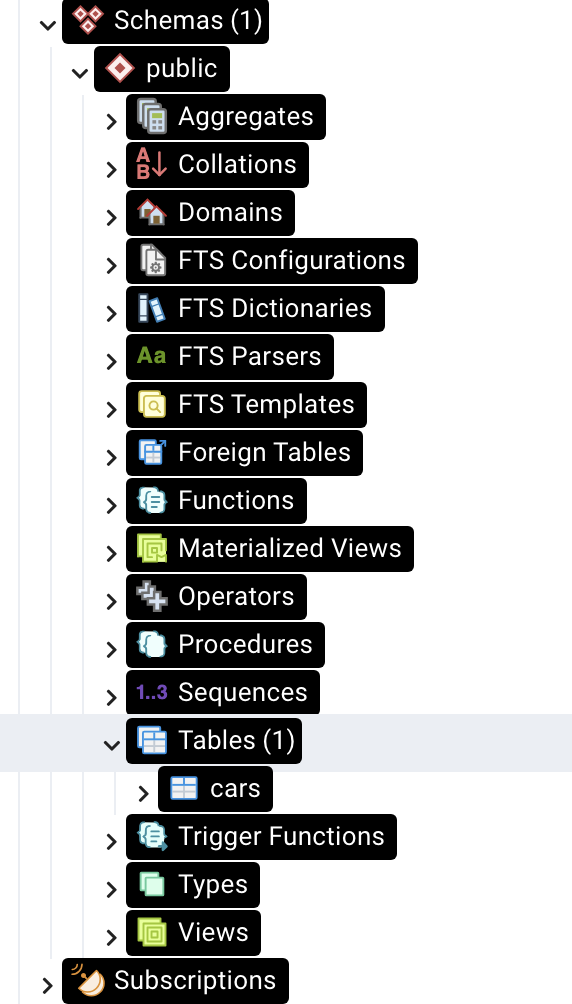 Schemas (1)
public
Aggregates
AB Collations
Domains
FTS Configurations
FTS Dictionaries
Aa FTS Parsers
FTS Templates
Foreign Tables
Functions
Materialized Views
Operators
Procedures
1..3 Sequences
Tables (1)
cars
Trigger Functions
Types
Views
Subscriptions